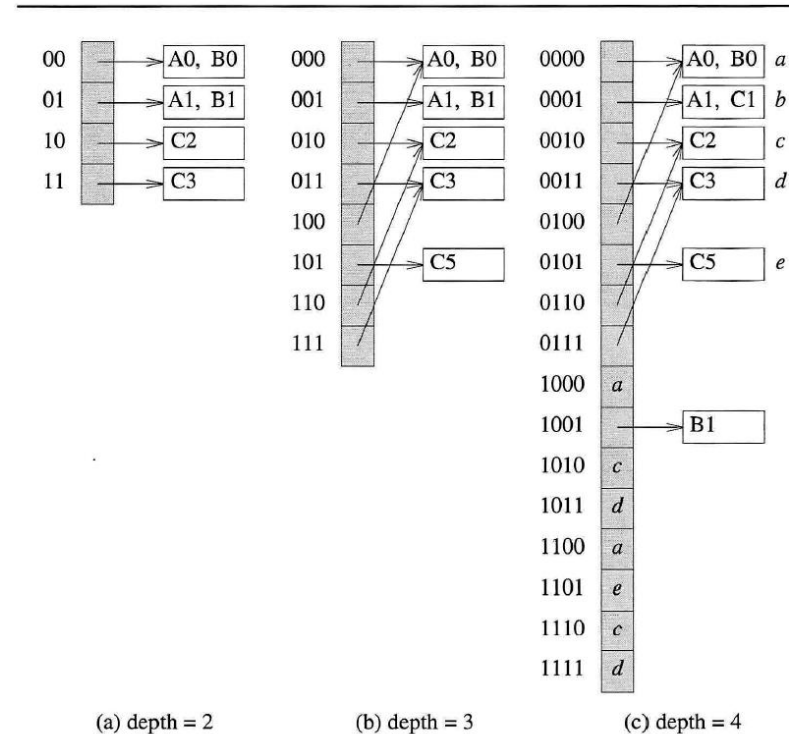 00 A0, B0
01 A1, B1
10 C2
11 C3
000 A0, B0
001 A1, B1
010 C2
011 C3
100
101 C5
110
111
0000 A0, B0 a
0001 A1, C1 b
0010 C2 c
0011 C3 d
0100
0101 C5 e
0110
0111
1000 a
1001 B1
1010 c
1011 d
1100 a
1101 e
1110 c
1111 d
(a) depth = 2
(b) depth = 3
(c) depth = 4